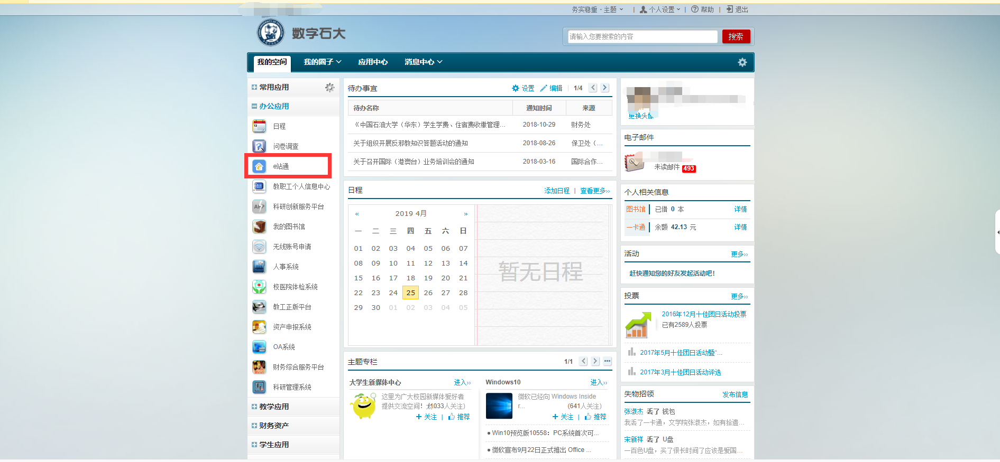 务实稳重 · 主题 | 个人设置 | 帮助 | 退出
数字石大
请输入您要搜索的内容 搜索
我的空间 我的圈子 应用中心 消息中心
常用应用
办公应用
日程
问卷调查
e站通
教职工个人信息中心
科研创新服务平台
我的图书馆
无线账号申请
人事系统
校医院体检系统
教工正版平台
资产申报系统
OA系统
财务综合服务平台
科研管理系统
教学应用
财务资产
学生应用
待办事宜 设置 编辑 1/4
待办名称 通知时间 来源
《中国石油大学（华东）学生学费、住宿费收缴管理... 2018-10-29 财务处
关于组织开展反邪教知识答题活动的通知 2018-08-26 保卫处（...
关于召开国际（港澳台）业务培训会的通知 2018-03-16 国际合作...
日程 添加日程 | 查看更多››
« 2019 4月 »
一 二 三 四 五 六 日
01 02 03 04 05 06 07
08 09 10 11 12 13 14
15 16 17 18 19 20 21
22 23 24 25 26 27 28
29 30 01 02 03 04 05
暂无日程
主题专栏 1/1
大学生新媒体中心 进入››
这里为广大校园新媒体爱好者
提供交流空间！ (1033人关注)
+ 关注 | 推荐
Windows10 进入››
微软已经向 Windows Inside
r... (641人关注)
+ 关注 | 推荐
Win10预览版10558：PC系统首次可...
微软宣布9月22日正式推出 Office ...
更换头像
电子邮件
未读邮件 493
个人相关信息
图书馆 已借 0 本 详情
一卡通 余额 42.13 元 详情
活动 更多››
赶快通知您的好友发起活动吧！
投票 更多››
2016年12月十佳团日活动投票
已有2589人投票
2017年5月十佳团日活动暨“...
2017年3月十佳团日活动评选
失物招领 发布信息
张淑杰 丢了 钱包
我丢了一卡通，文学院张淑杰，如有拾遗...
宋新祥 丢了 U盘
一百色U盘，买了很长时间了应该是爱国...